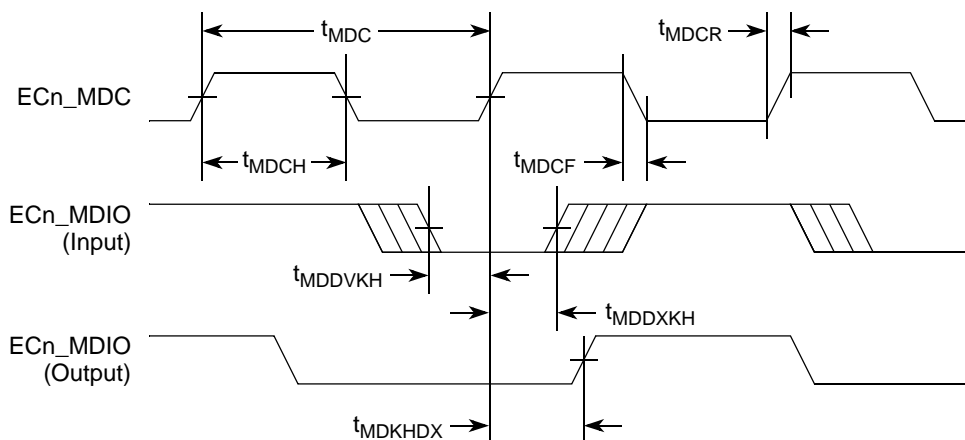 tMDC
tMDCR
ECn_MDC
tMDCH
tMDCF
ECn_MDIO
(Input)
tMDDVKH
tMDDXKH
ECn_MDIO
(Output)
tMDKHDX